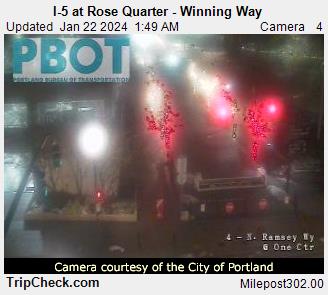 I-5 at Rose Quarter - Winning Way
Updated Jan 22 2024 1:49 AM Camera 4
PBOT
PORTLAND BUREAU OF TRANSPORTATION
4 - N. Ramsey Wy
@ One Ctr
Camera courtesy of the City of Portland
TripCheck.com Milepost302.00